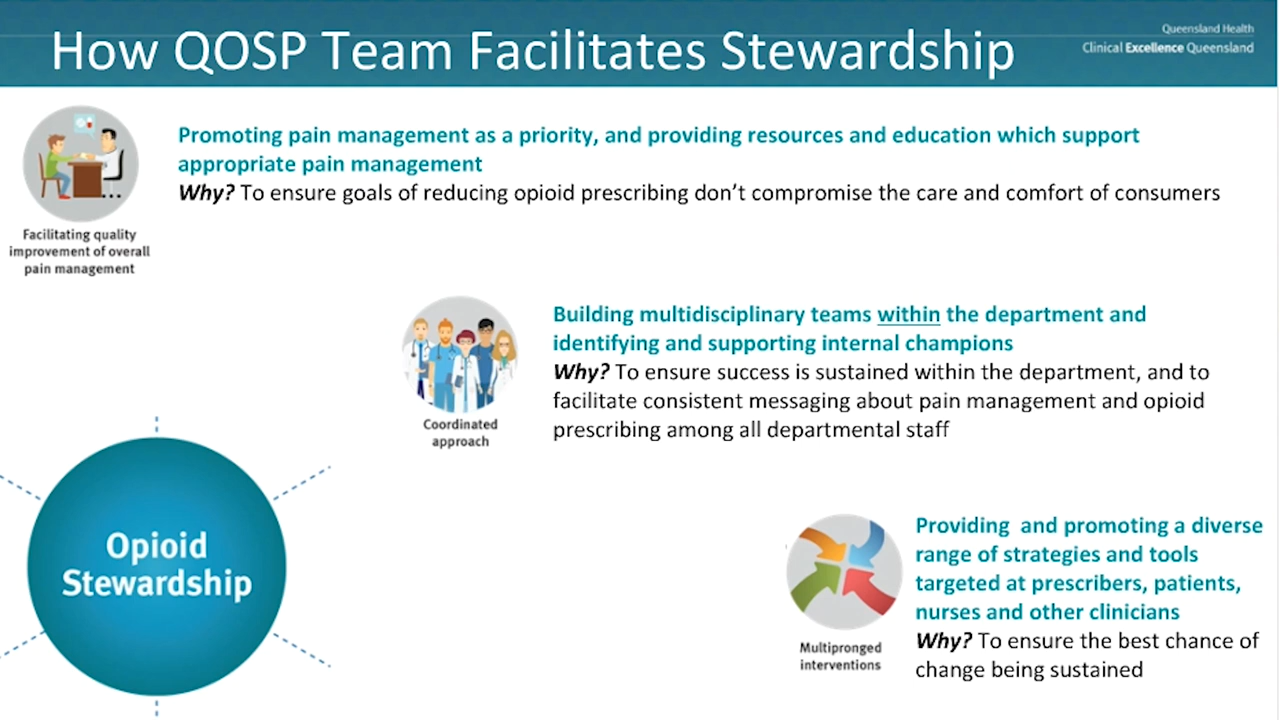 How QOSP Team Facilitates Stewardship
Queensland Health
Clinical Excellence Queensland
Promoting pain management as a priority, and providing resources and education which support
appropriate pain management
Why? To ensure goals of reducing opioid prescribing don’t compromise the care and comfort of consumers
Facilitating quality
improvement of overall
pain management
Building multidisciplinary teams within the department and
identifying and supporting internal champions
Why? To ensure success is sustained within the department, and to
facilitate consistent messaging about pain management and opioid
prescribing among all departmental staff
Coordinated
approach
Opioid
Stewardship
Providing  and promoting a diverse
range of strategies and tools
targeted at prescribers, patients,
nurses and other clinicians
Why? To ensure the best chance of
change being sustained
Multipronged
interventions